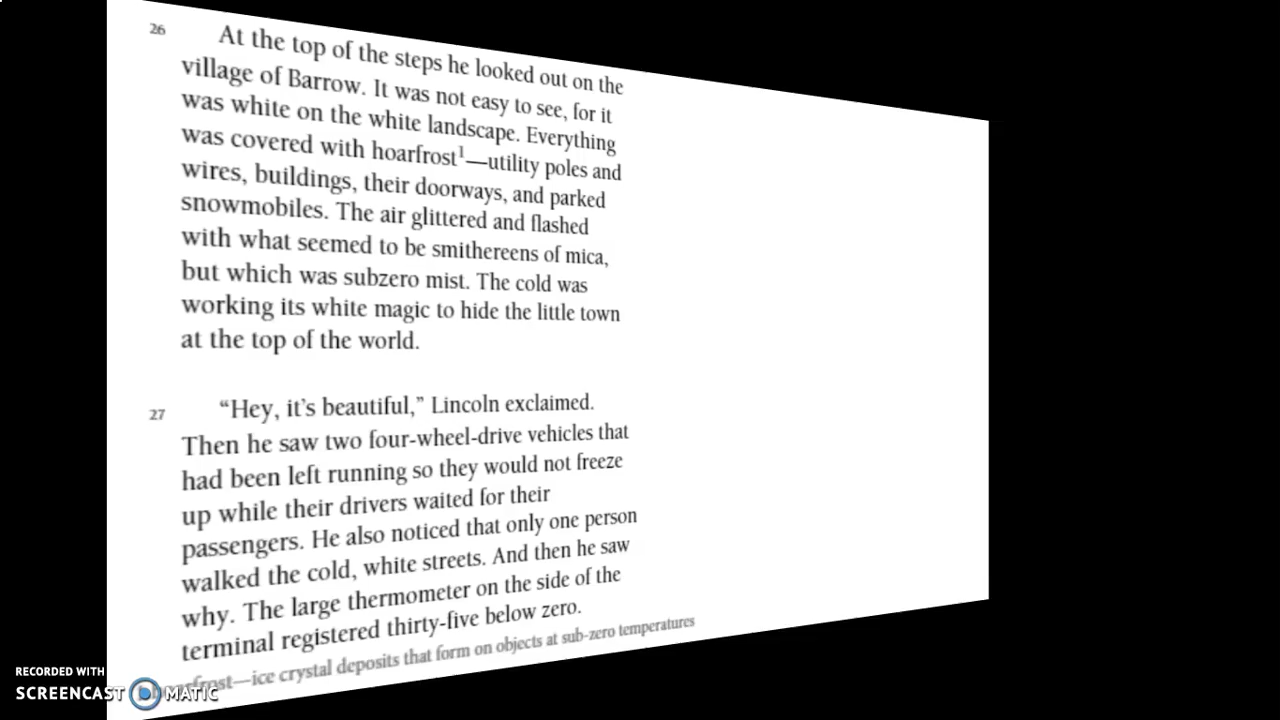 26 At the top of the steps he looked out on the
village of Barrow. It was not easy to see, for it
was white on the white landscape. Everything
was covered with hoarfrost¹—utility poles and
wires, buildings, their doorways, and parked
snowmobiles. The air glittered and flashed
with what seemed to be smithereens of mica,
but which was subzero mist. The cold was
working its white magic to hide the little town
at the top of the world.
27 “Hey, it’s beautiful,” Lincoln exclaimed.
Then he saw two four-wheel-drive vehicles that
had been left running so they would not freeze
up while their drivers waited for their
passengers. He also noticed that only one person
walked the cold, white streets. And then he saw
why. The large thermometer on the side of the
terminal registered thirty-five below zero.
—ice crystal deposits that form on objects at sub-zero temperatures
RECORDED WITH
SCREENCAST MATIC